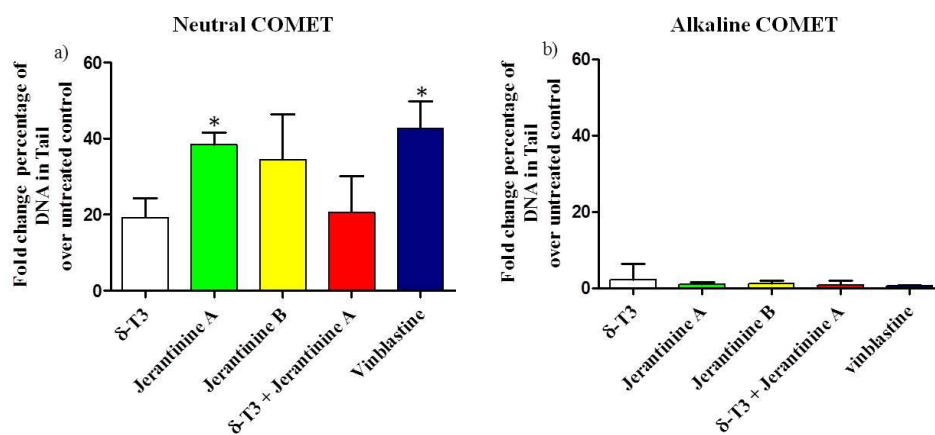 Neutral COMET
a)
Fold change percentage of
DNA in Tail
over untreated control
60
40
20
0
δ-T3
Jerantinine A
Jerantinine B
δ-T3 + Jerantinine A
Vinblastine
*
*
Alkaline COMET
b)
Fold change percentage of
DNA in Tail
over untreated control
60
40
20
0
δ-T3
Jerantinine A
Jerantinine B
δ-T3 + Jerantinine A
vinblastine